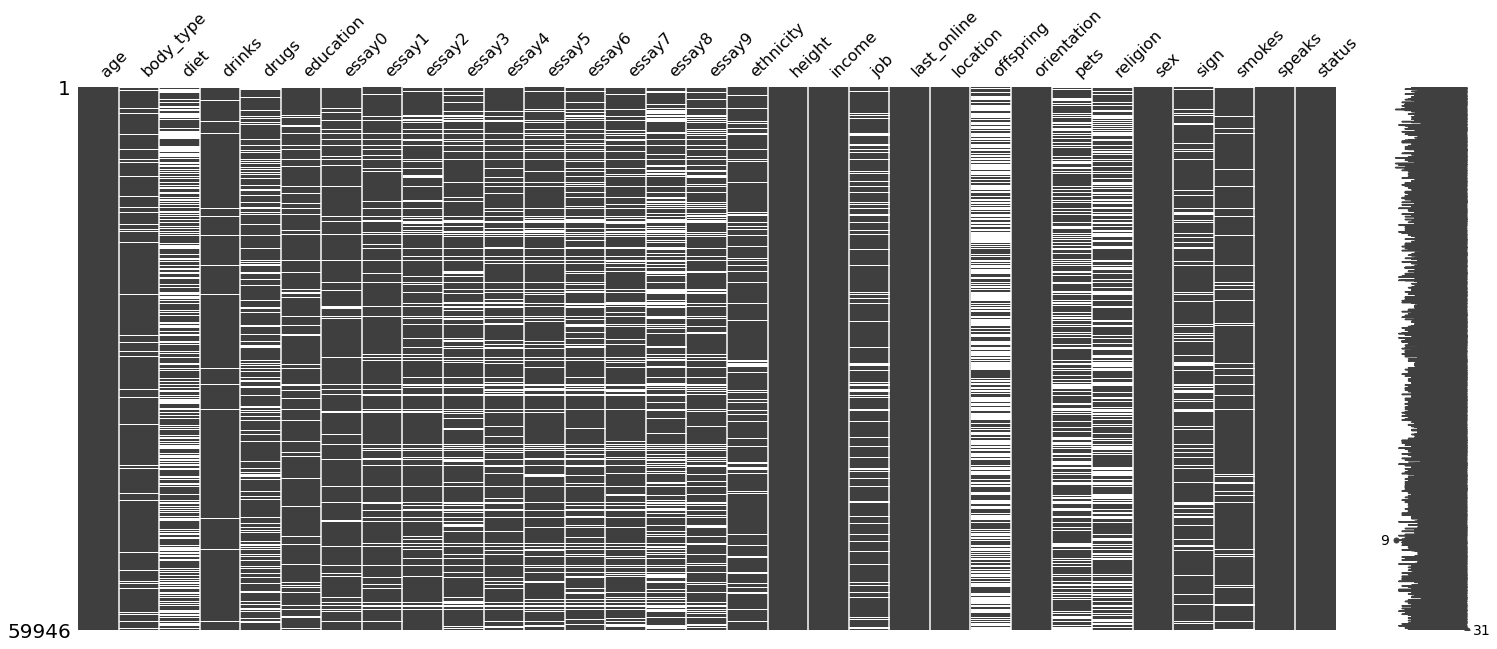 age body_type diet drinks drugs education essay0 essay1 essay2 essay3 essay4 essay5 essay6 essay7 essay8 essay9 ethnicity height income job last_online location offspring orientation pets religion sex sign smokes speaks status
1
9
59946
31